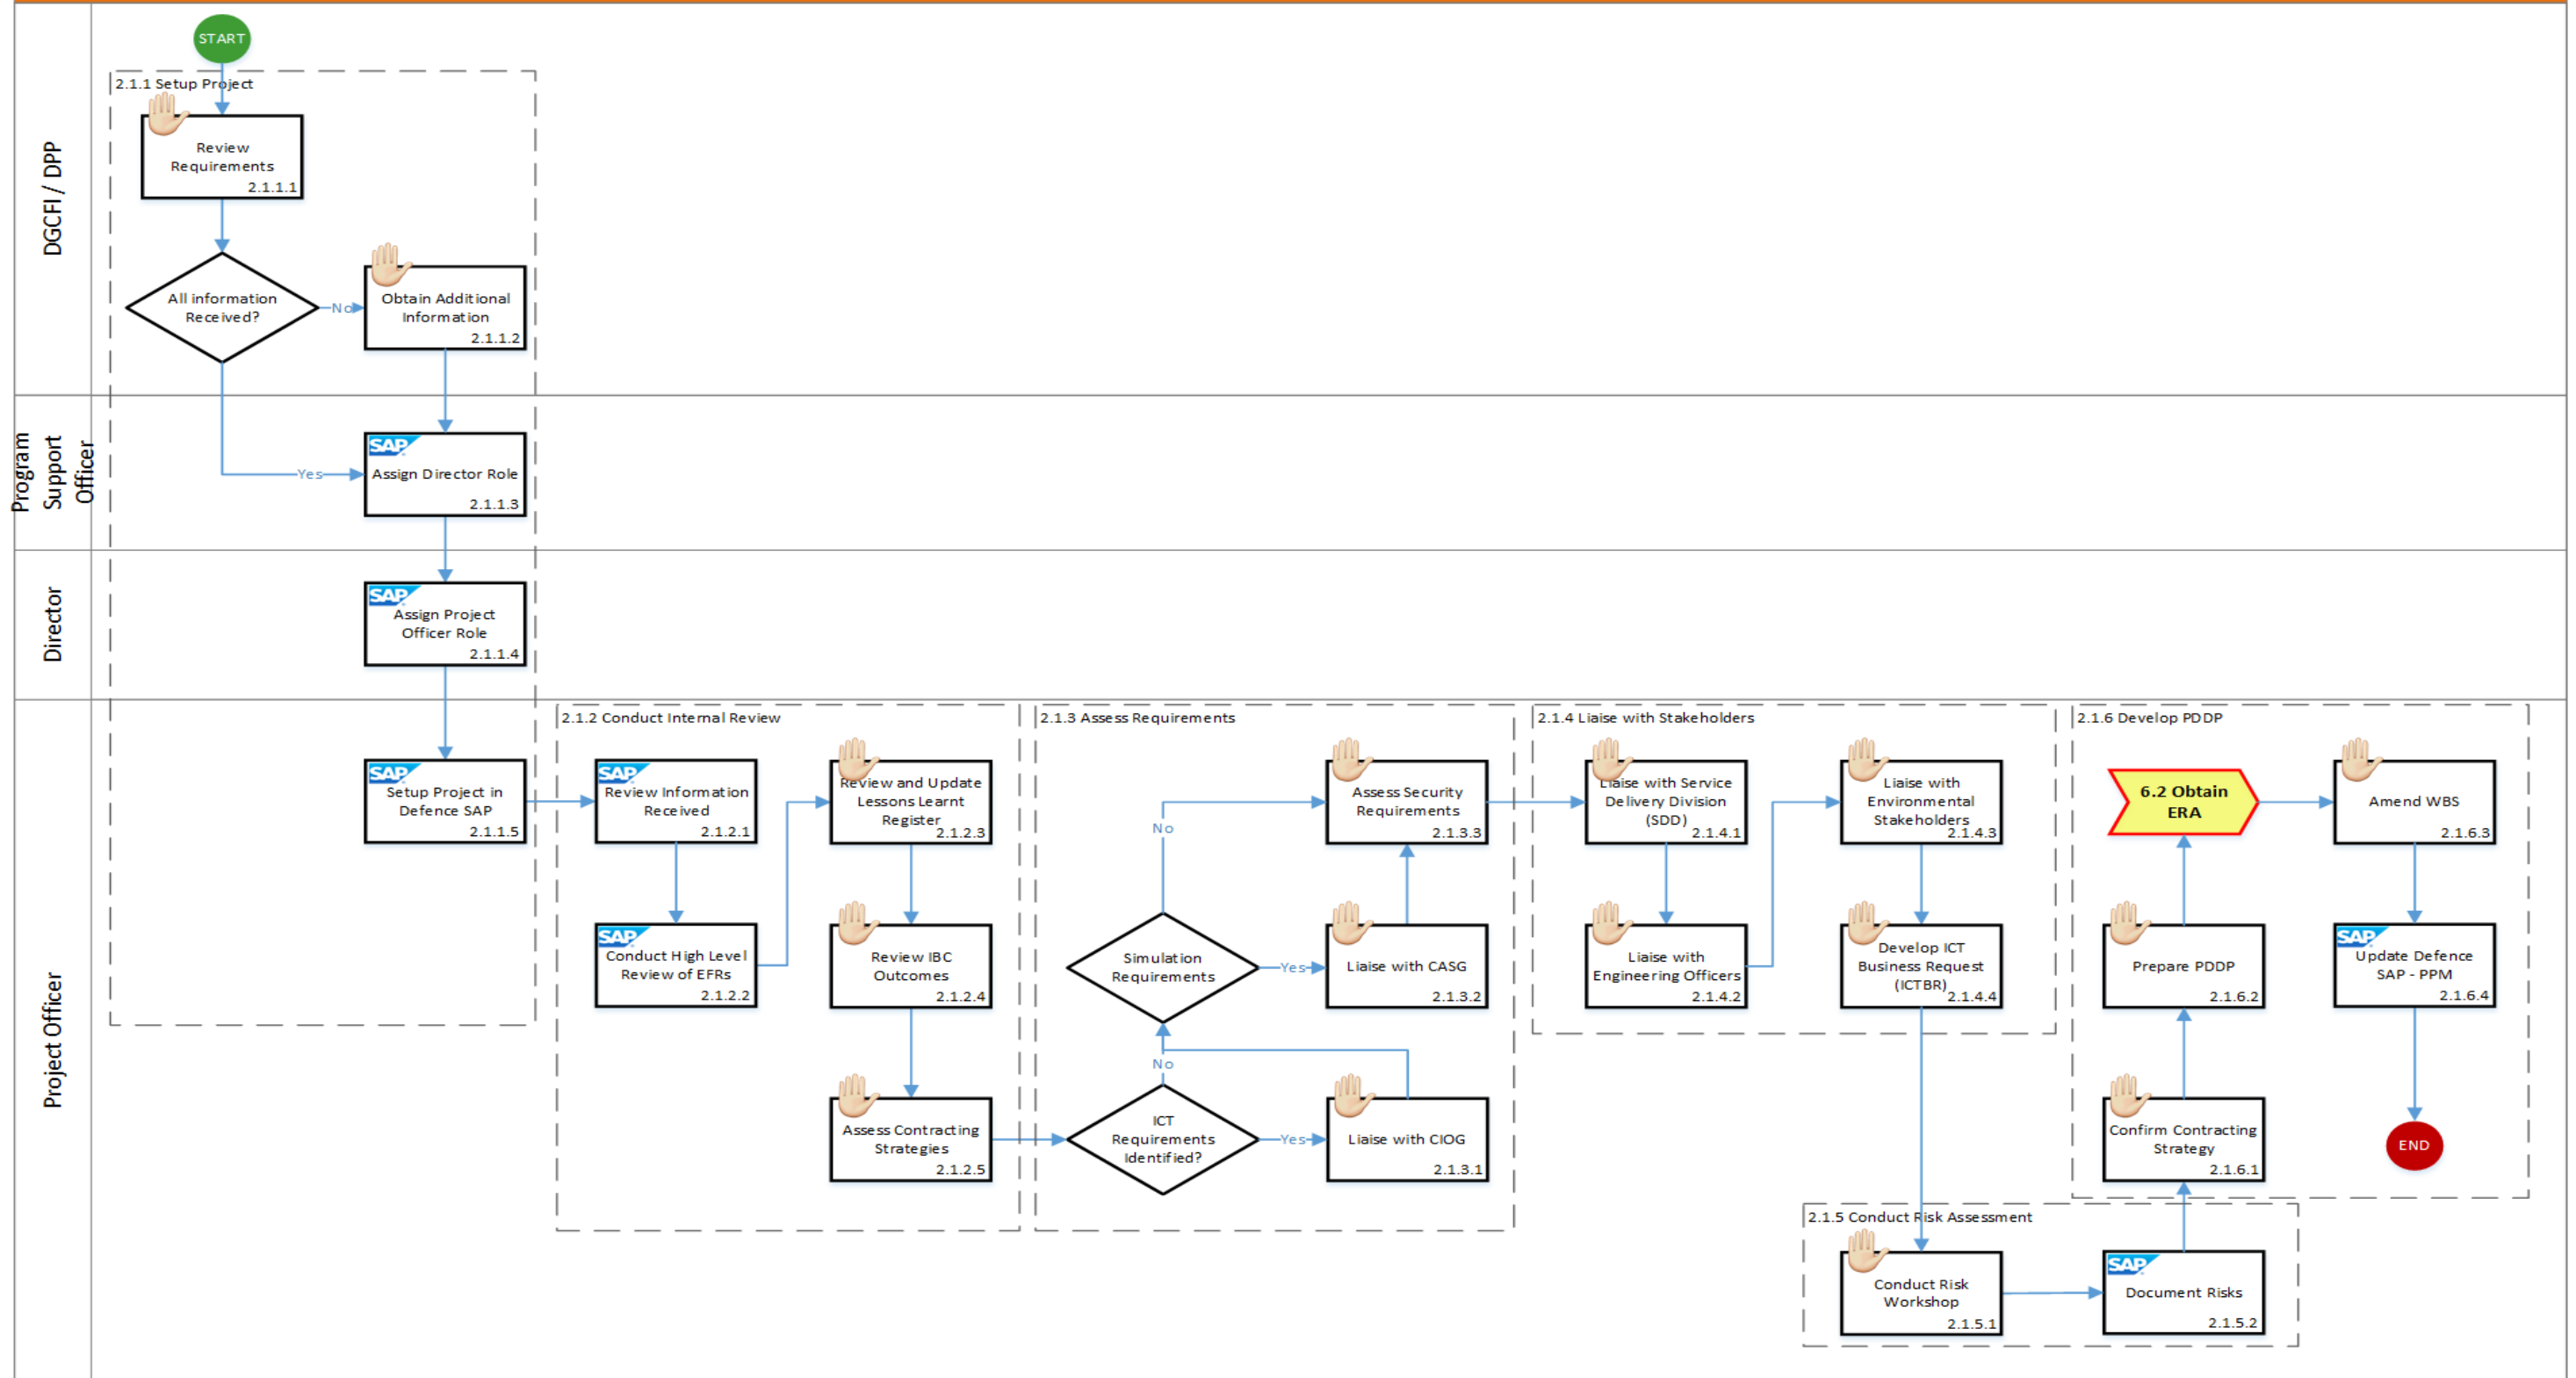 DGCFI / DPP
START
2.1.1 Setup Project
Review
Requirements
2.1.1.1
All information
Received?
No
Obtain Additional
Information
2.1.1.2
Program
Support
Officer
Yes
SAP
Assign Director Role
2.1.1.3
Director
SAP
Assign Project
Officer Role
2.1.1.4
Project Officer
SAP
Setup Project in
Defence SAP
2.1.1.5
2.1.2 Conduct Internal Review
SAP
Review Information
Received
2.1.2.1
SAP
Conduct High Level
Review of EFRs
2.1.2.2
Review and Update
Lessons Learnt
Register
2.1.2.3
Review IBC
Outcomes
2.1.2.4
Assess Contracting
Strategies
2.1.2.5
2.1.3 Assess Requirements
ICT
Requirements
Identified?
Yes
Liaise with CIOG
2.1.3.1
No
Simulation
Requirements
Yes
Liaise with CASG
2.1.3.2
No
Assess Security
Requirements
2.1.3.3
2.1.4 Liaise with Stakeholders
Liaise with Service
Delivery Division
(SDD)
2.1.4.1
Liaise with
Engineering Officers
2.1.4.2
Liaise with
Environmental
Stakeholders
2.1.4.3
Develop ICT
Business Request
(ICTBR)
2.1.4.4
2.1.5 Conduct Risk Assessment
Conduct Risk
Workshop
2.1.5.1
SAP
Document Risks
2.1.5.2
2.1.6 Develop PDDP
Confirm Contracting
Strategy
2.1.6.1
Prepare PDDP
2.1.6.2
6.2 Obtain
ERA
Amend WBS
2.1.6.3
SAP
Update Defence
SAP - PPM
2.1.6.4
END